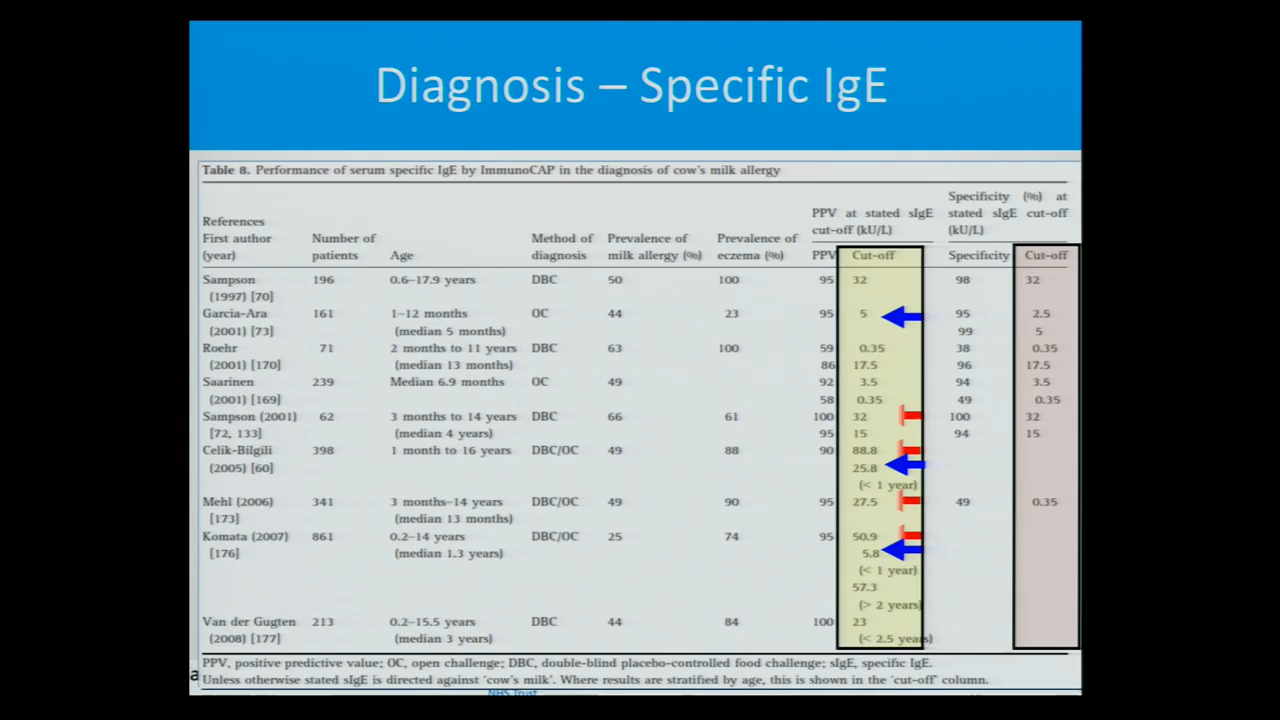 Diagnosis – Specific IgE
Table 8. Performance of serum specific IgE by ImmunoCAP in the diagnosis of cow's milk allergy
Specificity (%) at
References PPV at stated sIgE stated sIgE cut-off
First author Number of Method of Prevalence of Prevalence of cut-off (kU/L) (kU/L)
(year) patients Age diagnosis milk allergy (%) eczema (%) PPV Cut-off Specificity Cut-off
Sampson 196 0.6–17.9 years DBC 50 100 95 32 98 32
(1997) [70]
Garcia-Ara 161 1–12 months OC 44 23 95 5 95 2.5
(2001) [73] (median 5 months) 99 5
Roehr 71 2 months to 11 years DBC 63 100 59 0.35 38 0.35
(2001) [170] (median 13 months) 86 17.5 96 17.5
Saarinen 239 Median 6.9 months OC 49 92 3.5 94 3.5
(2001) [169] 58 0.35 49 0.35
Sampson (2001) 62 3 months to 14 years DBC 66 61 100 32 100 32
[72, 133] (median 4 years) 95 15 94 15
Celik-Bilgili 398 1 month to 16 years DBC/OC 49 88 90 88.8
(2005) [60] 25.8
(< 1 year)
Mehl (2006) 341 3 months–14 years DBC/OC 49 90 95 27.5 49 0.35
[173] (median 13 months)
Komata (2007) 861 0.2–14 years DBC/OC 25 74 95 50.9
[176] (median 1.3 years) 5.8
(< 1 year)
57.3
(> 2 years)
Van der Gugten 213 0.2–15.5 years DBC 44 84 100 23
(2008) [177] (median 3 years) (< 2.5 years)
PPV, positive predictive value; OC, open challenge; DBC, double-blind placebo-controlled food challenge; sIgE, specific IgE.
a Unless otherwise stated sIgE is directed against 'cow's milk'. Where results are stratified by age, this is shown in the 'cut-off' column.
NHS Trust